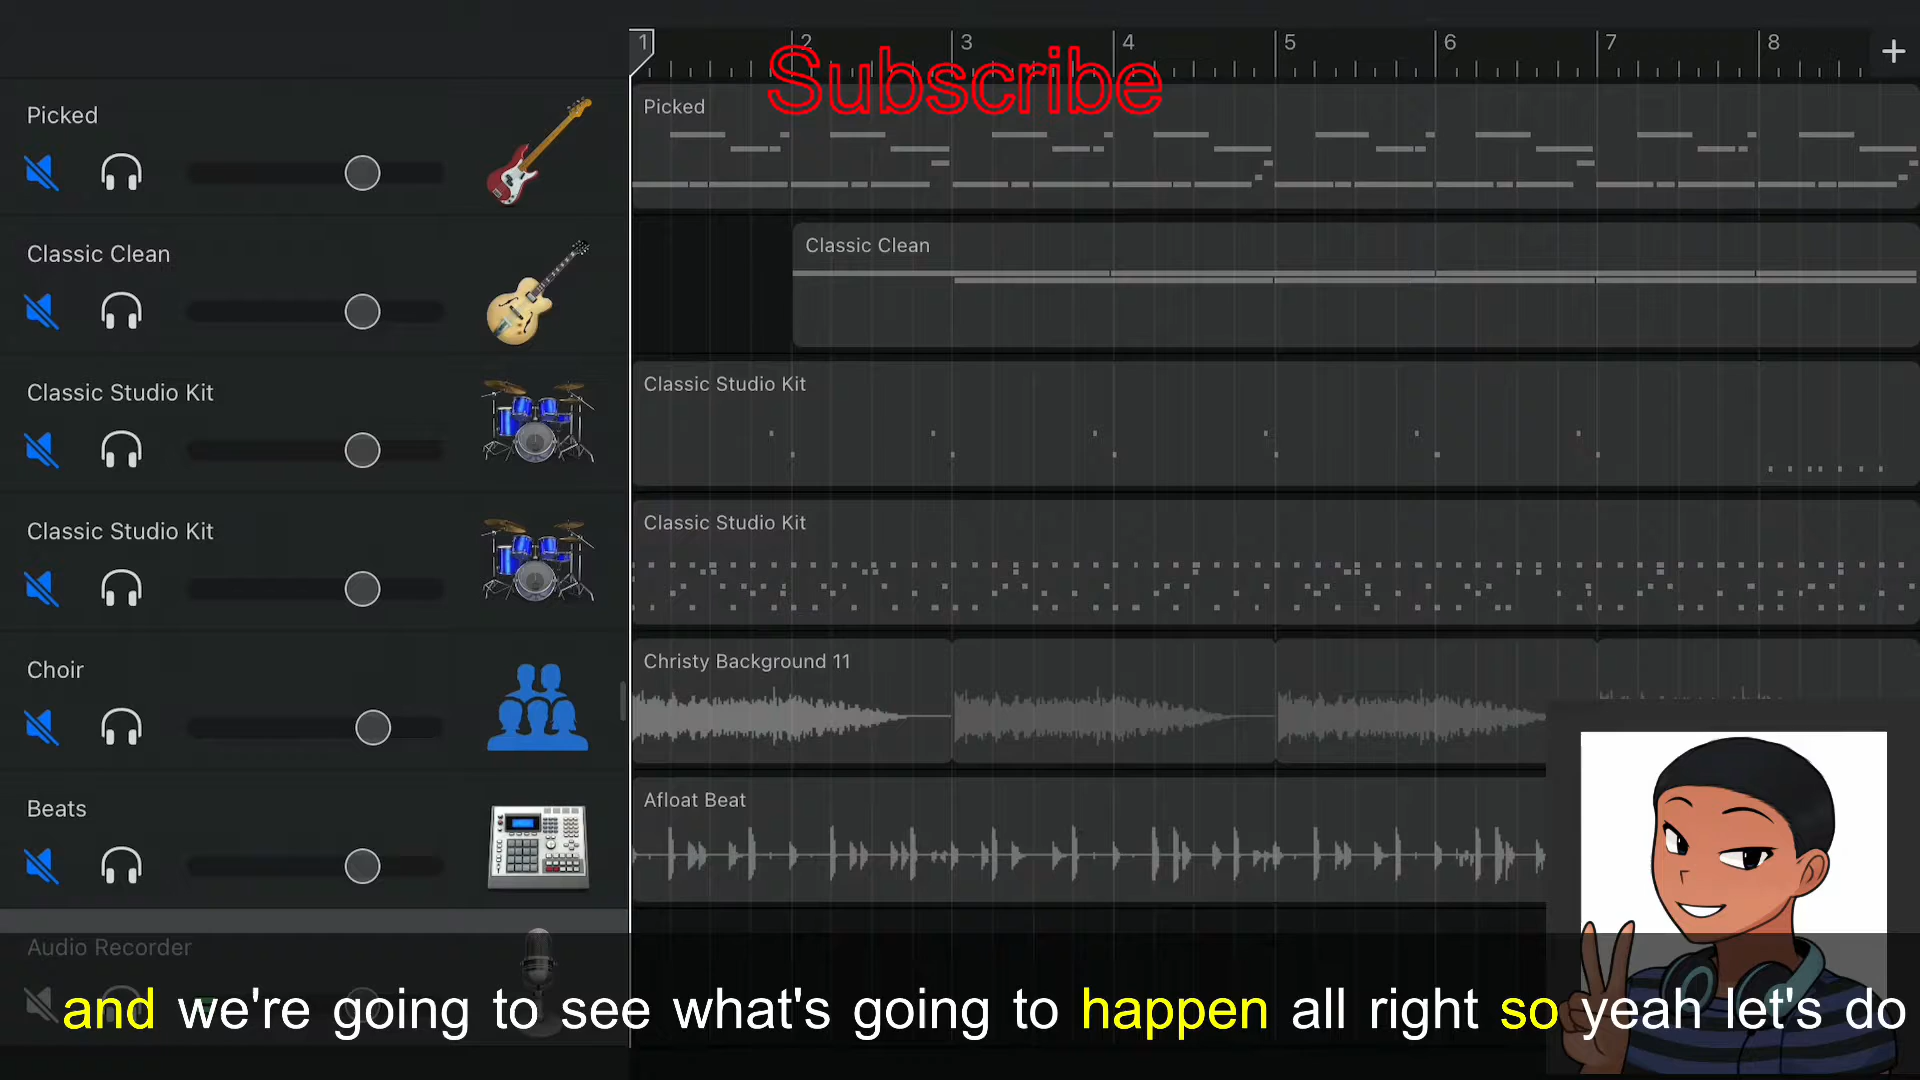 1 2 3 4 5 6 7 8 +
Subscribe
Picked
Picked
Classic Clean
Classic Clean
Classic Studio Kit
Classic Studio Kit
Classic Studio Kit
Classic Studio Kit
Choir
Christy Background 11
Beats
Afloat Beat
Audio Recorder
and we're going to see what's going to happen all right so yeah let's do